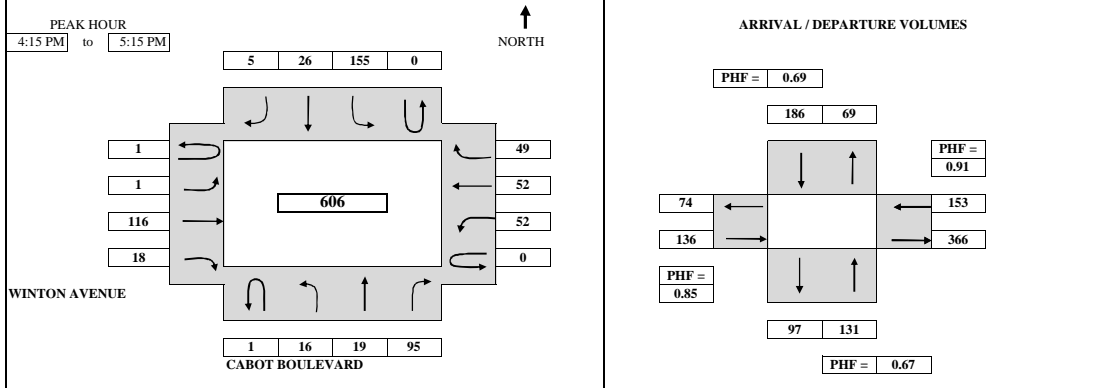 PEAK HOUR
4:15 PM to 5:15 PM
NORTH
5 26 155 0
1 49
1 52
606
116 52
18 0
WINTON AVENUE
1 16 19 95
CABOT BOULEVARD
ARRIVAL / DEPARTURE VOLUMES
PHF = 0.69
186 69
PHF =
0.91
74 153
136 366
PHF =
0.85
97 131
PHF = 0.67